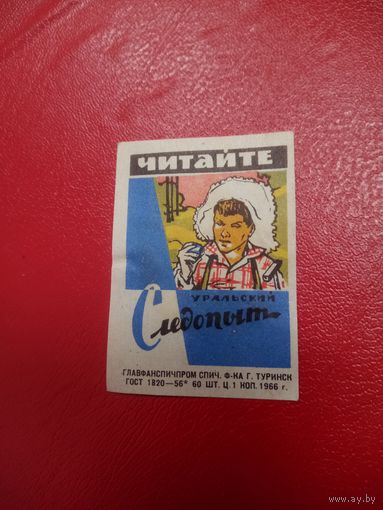 ЧИТАЙТЕ
УРАЛЬСКИЙ
Следопыт
ГЛАВФАНСПИЧПРОМ СПИЧ. Ф-КА Г. ТУРИНСК
ГОСТ 1820—56* 60 ШТ. Ц. 1 КОП. 1966 г.
www.ay.by